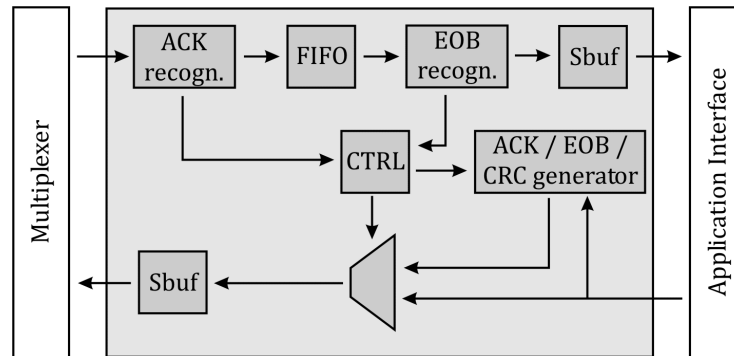 ACK
recogn.
FIFO
EOB
recogn.
Sbuf
Multiplexer
CTRL
ACK / EOB /
CRC generator
Application Interface
Sbuf